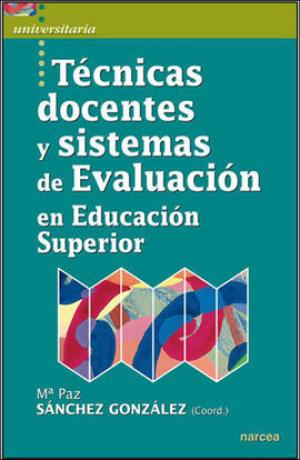 universitaria
Técnicas
docentes
y sistemas
de Evaluación
en Educación
Superior
Mª Paz
SÁNCHEZ GONZÁLEZ (Coord.)
narcea